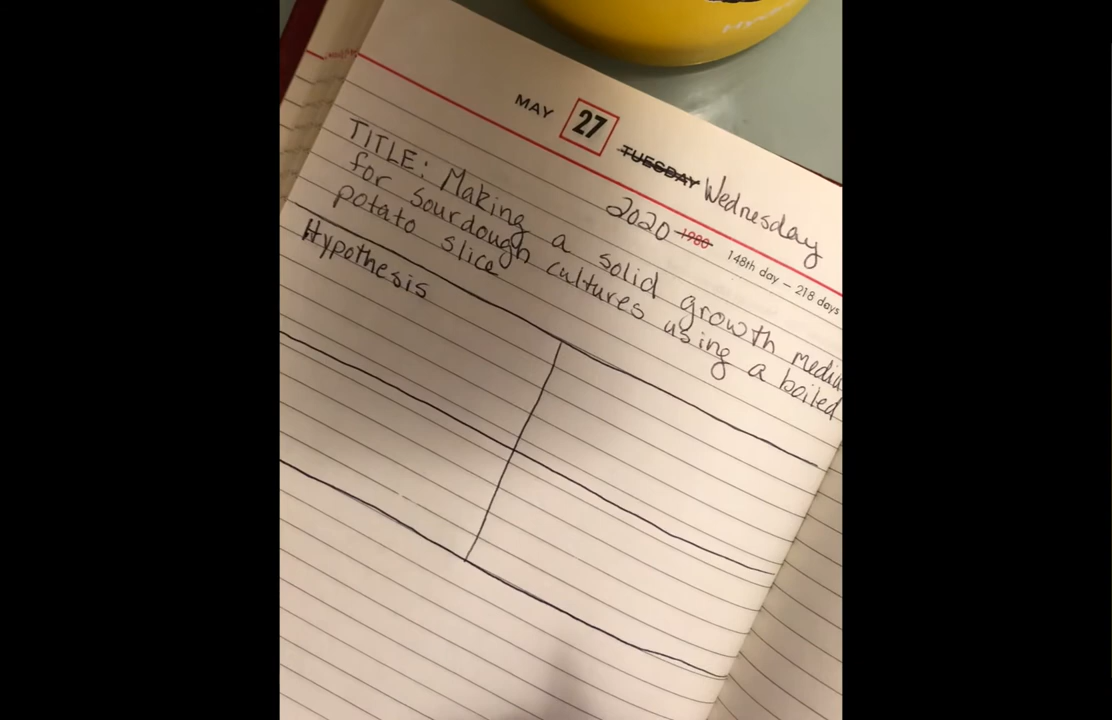 MAY 27 TUESDAY Wednesday
2020 1980 148th day – 218 days
TITLE: Making a solid growth mediu
for sourdough cultures using a boiled
potato slice
Hypothesis